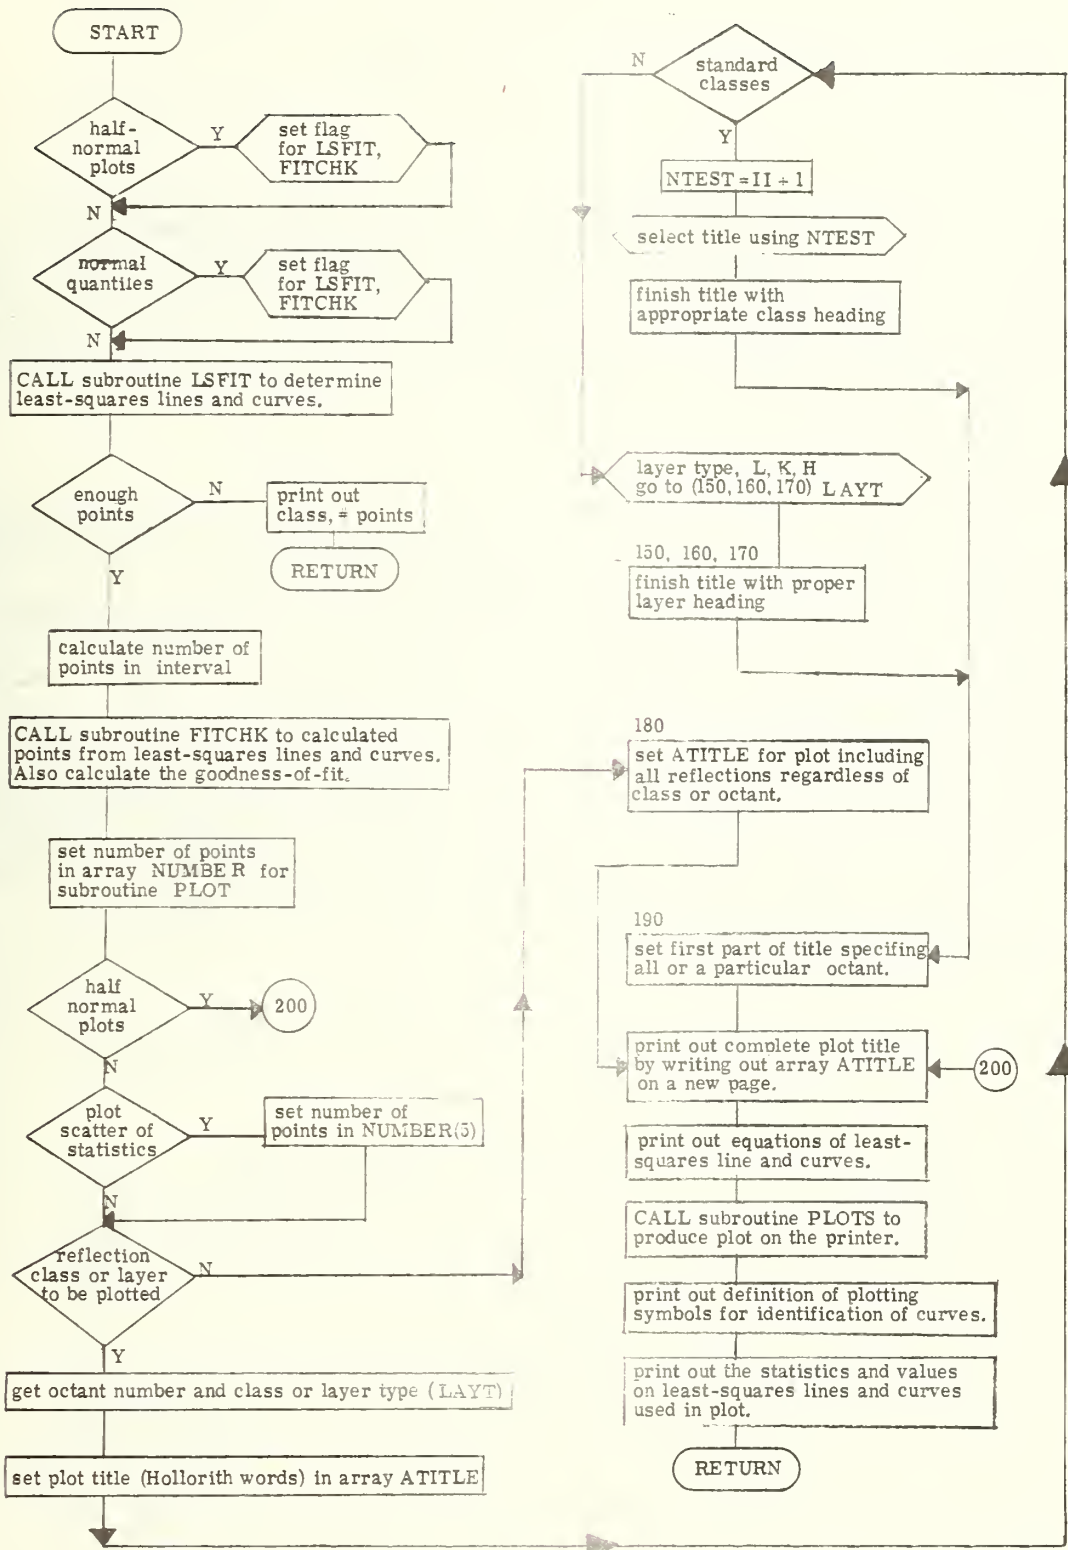 START
half-
normal
plots
Y
set flag
for LSFIT,
FITCHK
N
normal
quantiles
Y
set flag
for LSFIT,
FITCHK
N
CALL subroutine LSFIT to determine
least-squares lines and curves.
enough
points
N
print out
class, # points
RETURN
Y
calculate number of
points in interval
CALL subroutine FITCHK to calculated
points from least-squares lines and curves.
Also calculate the goodness-of-fit.
set number of points
in array NUMBER for
subroutine PLOT
half
normal
plots
Y
200
N
plot
scatter of
statistics
Y
set number of
points in NUMBER(5)
N
reflection
class or layer
to be plotted
N
Y
get octant number and class or layer type (LAYT)
set plot title (Hollorith words) in array ATITLE
standard
classes
N
Y
NTEST = II + 1
select title using NTEST
finish title with
appropriate class heading
layer type, L, K, H
go to (150, 160, 170) LAYT
150, 160, 170
finish title with proper
layer heading
180
set ATITLE for plot including
all reflections regardless of
class or octant.
190
set first part of title specifing
all or a particular octant.
print out complete plot title
by writing out array ATITLE
on a new page.
200
print out equations of least-
squares line and curves.
CALL subroutine PLOTS to
produce plot on the printer.
print out definition of plotting
symbols for identification of curves.
print out the statistics and values
on least-squares lines and curves
used in plot.
RETURN